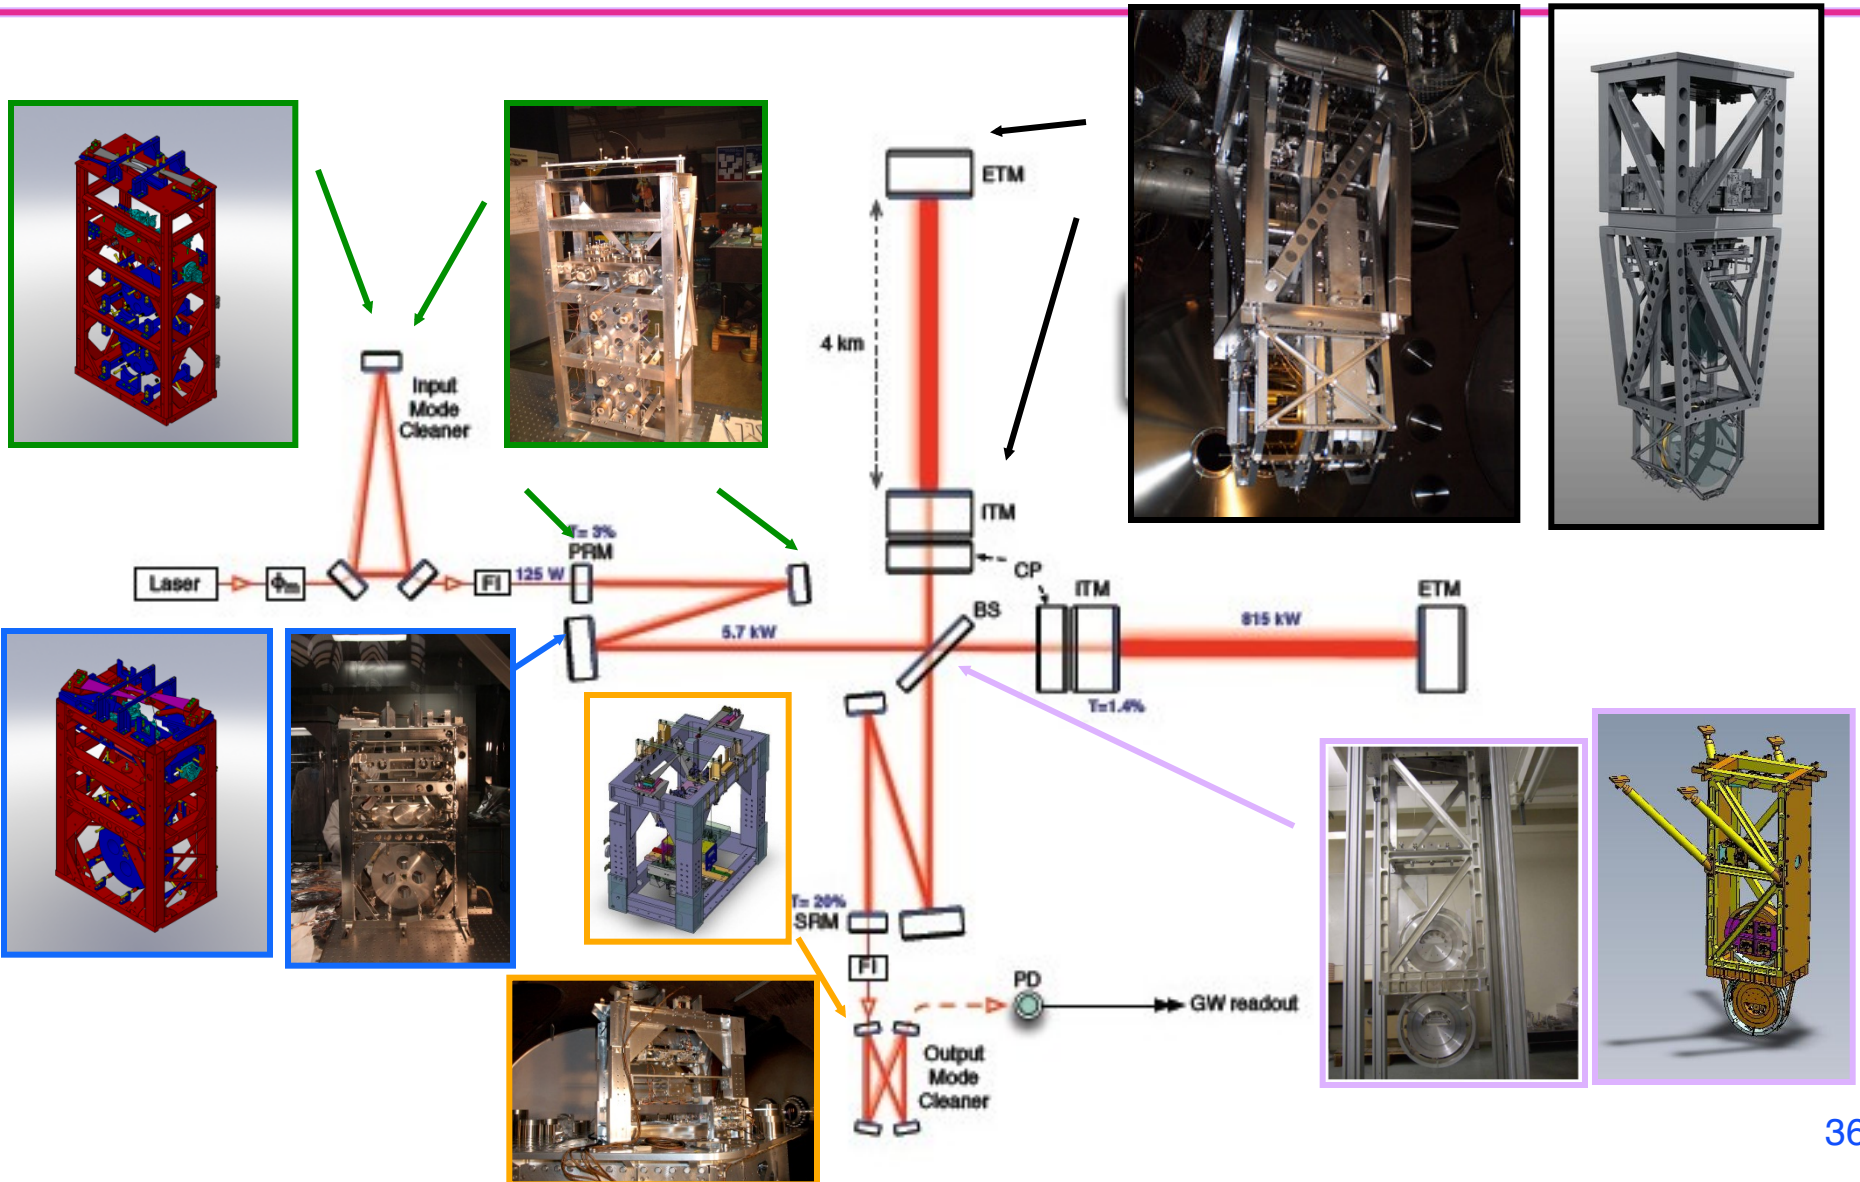 ETM
4 km
Input
Mode
Cleaner
ITM
T= 3%
PRM
Laser
Φm
FI
125 W
CP
ITM
ETM
BS
5.7 kW
815 kW
T=1.4%
T= 20%
SRM
FI
PD
GW readout
Output
Mode
Cleaner
36